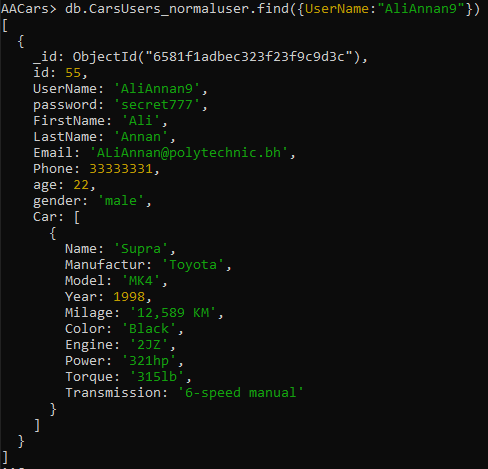 AACars> db.CarsUsers_normaluser.find({UserName:"AliAnnan9"})
[
  {
    _id: ObjectId("6581f1adbec323f23f9c9d3c"),
    id: 55,
    UserName: 'AliAnnan9',
    password: 'secret777',
    FirstName: 'Ali',
    LastName: 'Annan',
    Email: 'ALiAnnan@polytechnic.bh',
    Phone: 33333331,
    age: 22,
    gender: 'male',
    Car: [
      {
        Name: 'Supra',
        Manufactur: 'Toyota',
        Model: 'MK4',
        Year: 1998,
        Milage: '12,589 KM',
        Color: 'Black',
        Engine: '2JZ',
        Power: '321hp',
        Torque: '315lb',
        Transmission: '6-speed manual'
      }
    ]
  }
]